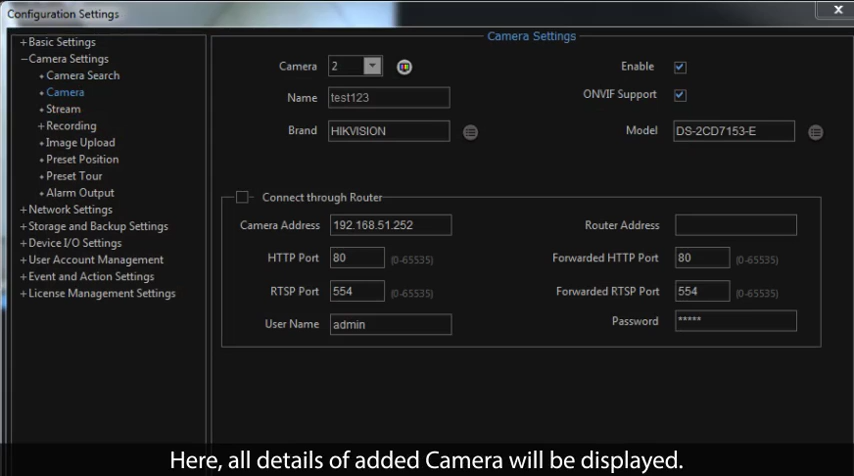 Configuration Settings
x
+Basic Settings
−Camera Settings
Camera Search
Camera
Stream
+Recording
Image Upload
Preset Position
Preset Tour
Alarm Output
+Network Settings
+Storage and Backup Settings
+Device I/O Settings
+User Account Management
+Event and Action Settings
+License Management Settings
Camera Settings
Camera 2 Enable
Name test123 ONVIF Support
Brand HIKVISION Model DS-2CD7153-E
Connect through Router
Camera Address 192.168.51.252 Router Address
HTTP Port 80 (0-65535) Forwarded HTTP Port 80 (0-65535)
RTSP Port 554 (0-65535) Forwarded RTSP Port 554 (0-65535)
User Name admin Password *****
Here, all details of added Camera will be displayed.